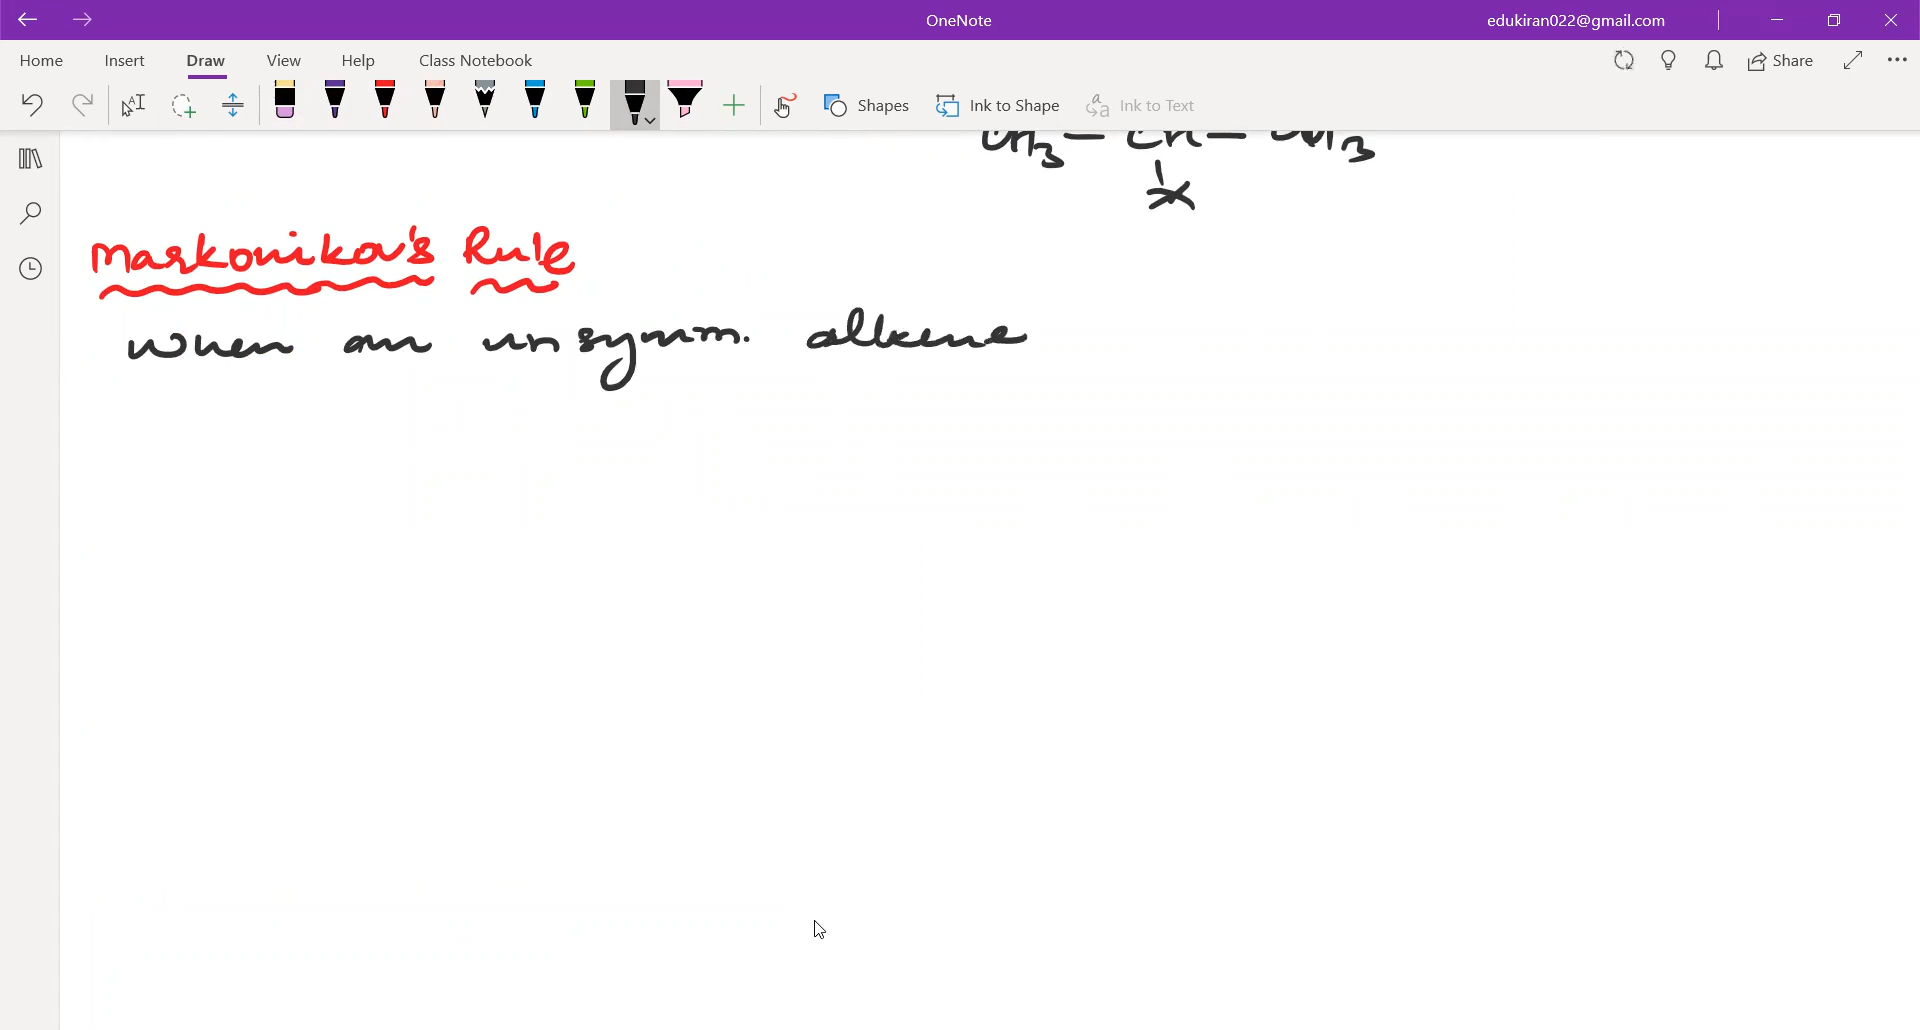 OneNote
edukiran022@gmail.com
Home Insert Draw View Help Class Notebook
Share
Shapes Ink to Shape Ink to Text
CH3 - CH - CH3
X
Markonikov's Rule
when an unsymm. alkene